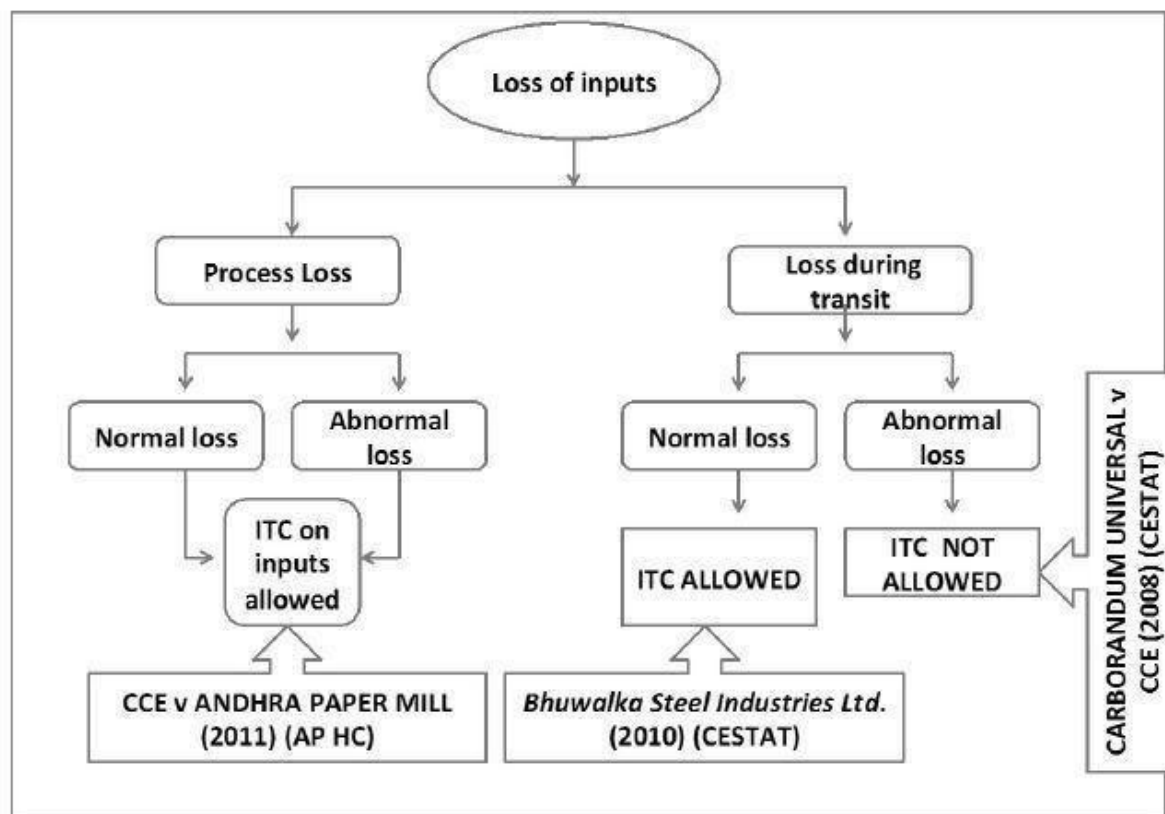 Loss of inputs
Process Loss
Loss during
transit
Normal loss
Abnormal
loss
Normal loss
Abnormal
loss
ITC on
inputs
allowed
ITC ALLOWED
ITC NOT
ALLOWED
CCE v ANDHRA PAPER MILL
(2011) (AP HC)
Bhuwalka Steel Industries Ltd.
(2010) (CESTAT)
CARBORANDUM UNIVERSAL v
CCE (2008) (CESTAT)